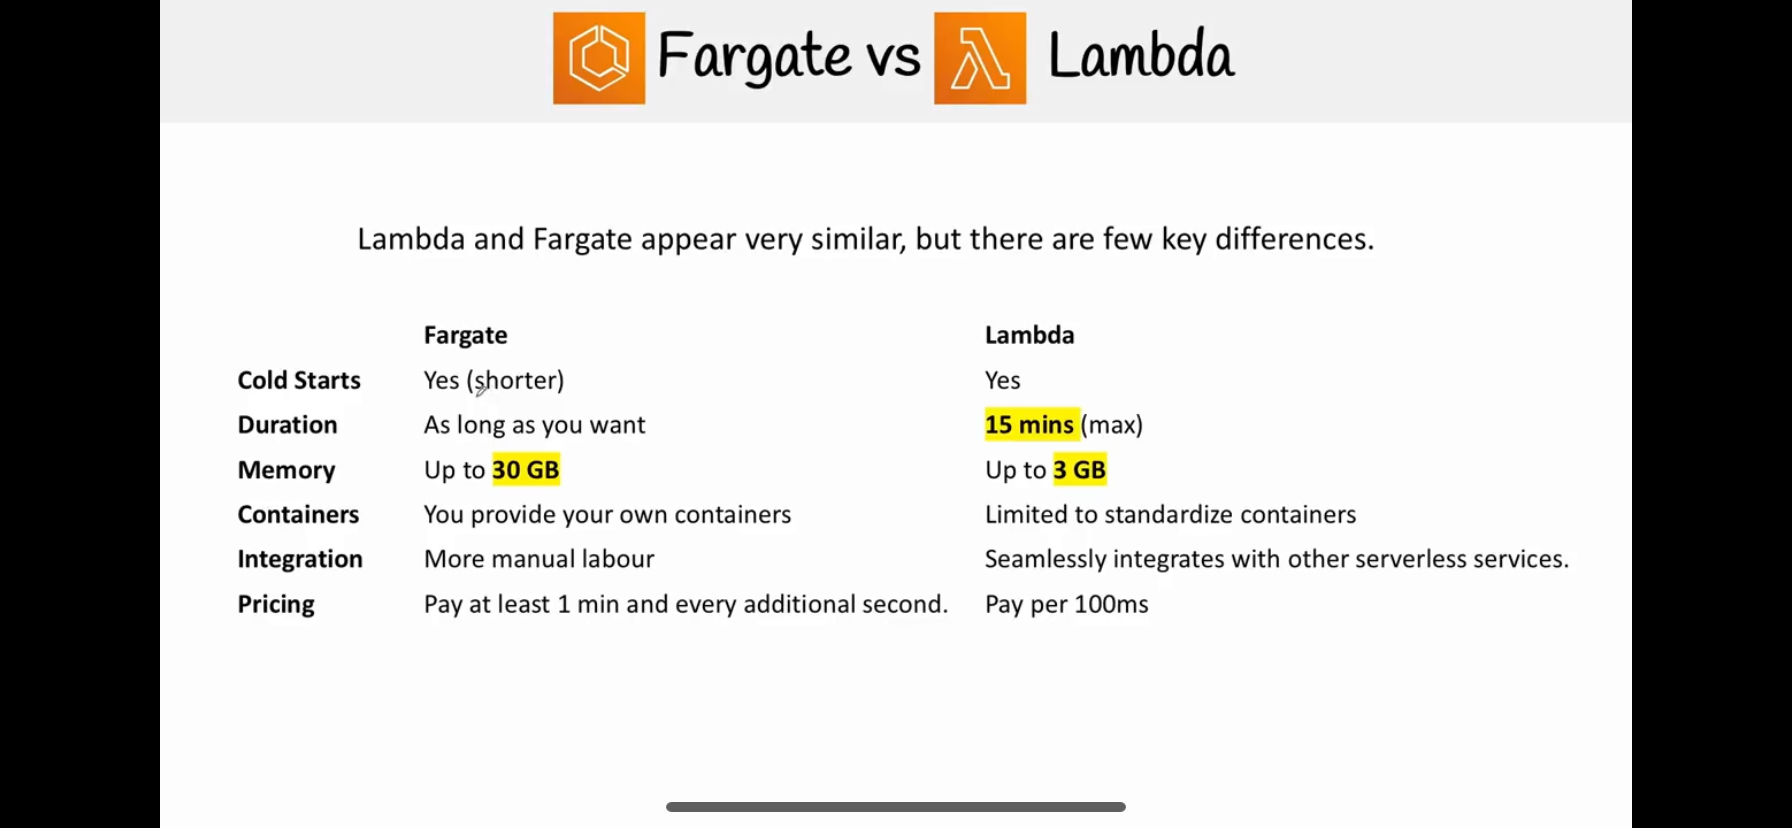 Fargate vs Lambda
Lambda and Fargate appear very similar, but there are few key differences.
Fargate Lambda
Cold Starts Yes (shorter) Yes
Duration As long as you want 15 mins (max)
Memory Up to 30 GB Up to 3 GB
Containers You provide your own containers Limited to standardize containers
Integration More manual labour Seamlessly integrates with other serverless services.
Pricing Pay at least 1 min and every additional second. Pay per 100ms